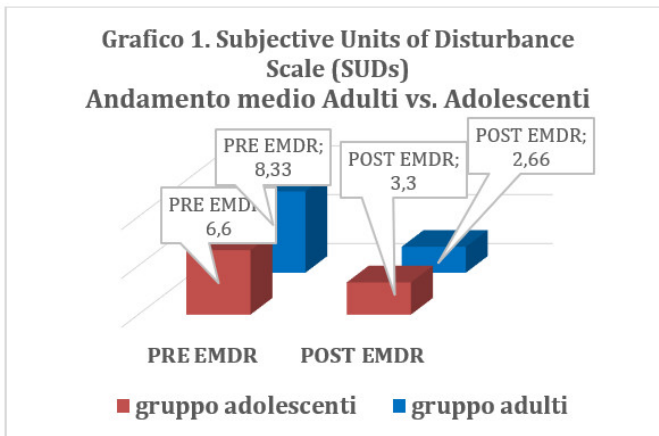 Grafico 1. Subjective Units of Disturbance
Scale (SUDs)
Andamento medio Adulti vs. Adolescenti
PRE EMDR;
8,33
POST EMDR;
2,66
POST EMDR;
3,3
PRE EMDR;
6,6
PRE EMDR
POST EMDR
gruppo adolescenti
gruppo adulti